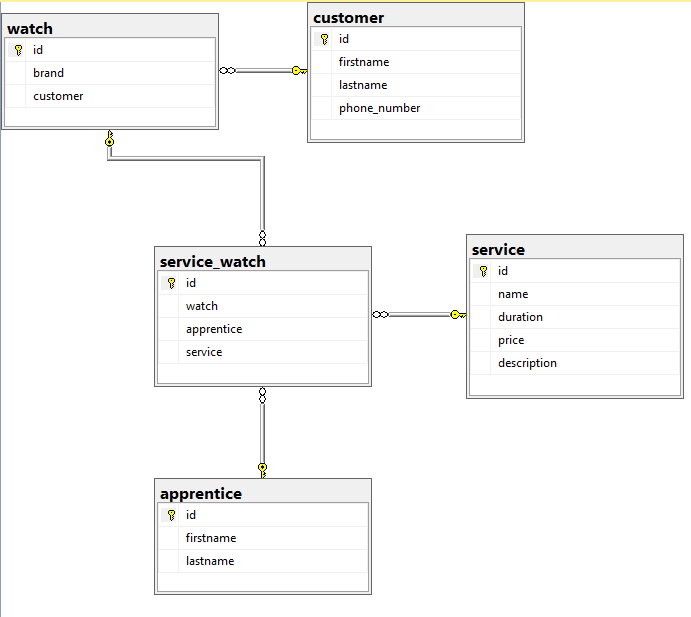 watch
id
brand
customer
customer
id
firstname
lastname
phone_number
service_watch
id
watch
apprentice
service
service
id
name
duration
price
description
apprentice
id
firstname
lastname